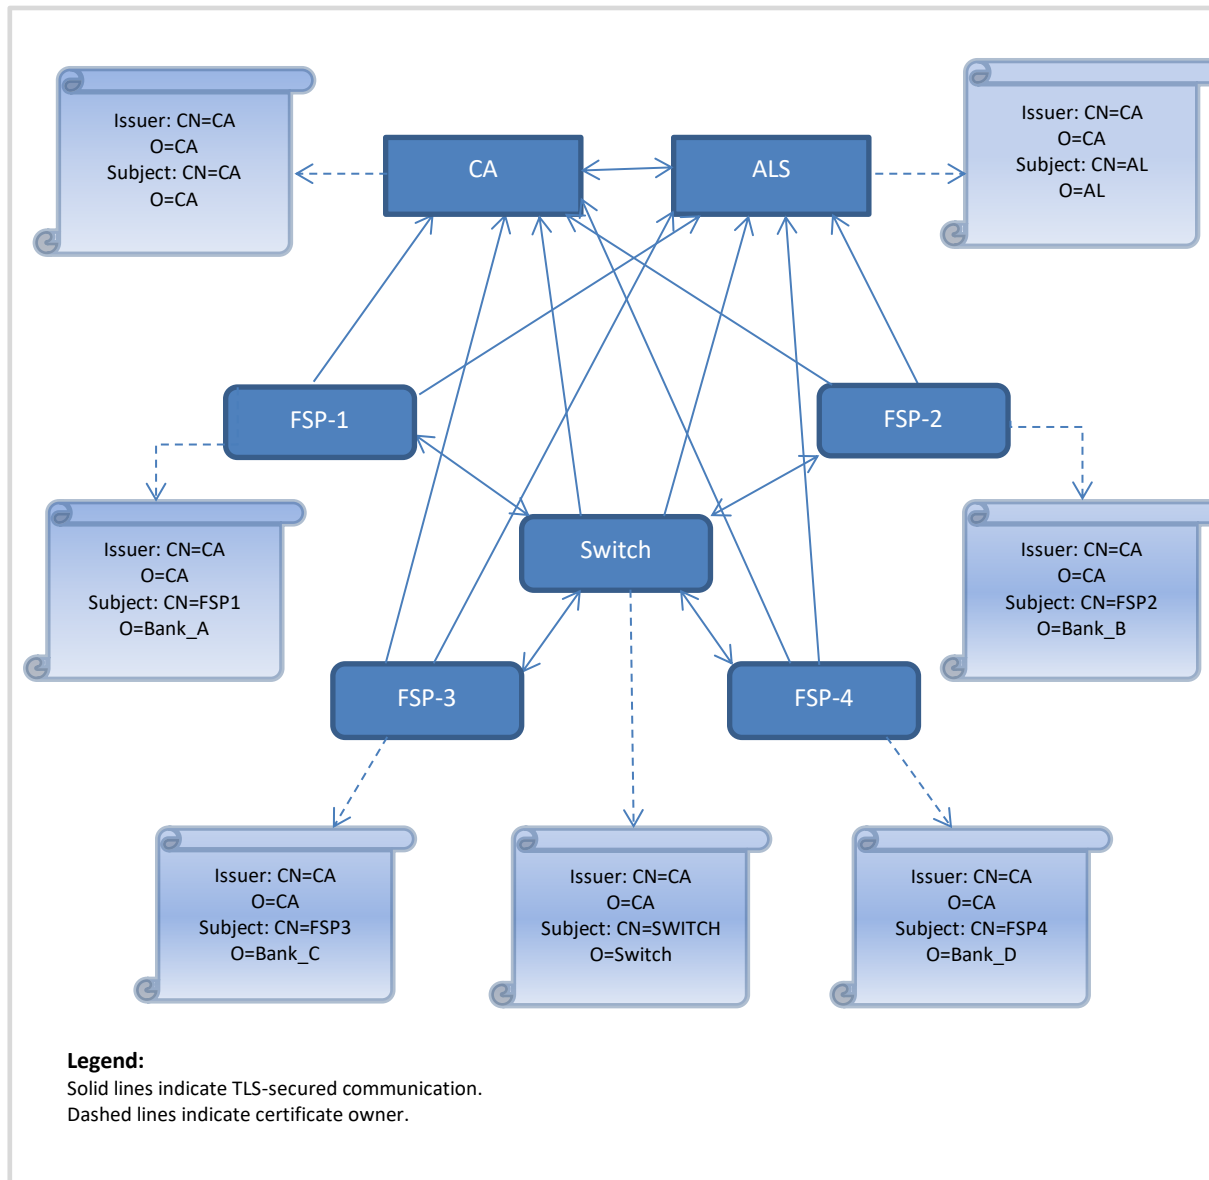 Issuer: CN=CA
O=CA
Subject: CN=CA
O=CA
CA
ALS
Issuer: CN=CA
O=CA
Subject: CN=AL
O=AL
FSP-1
FSP-2
Issuer: CN=CA
O=CA
Subject: CN=FSP1
O=Bank_A
Switch
Issuer: CN=CA
O=CA
Subject: CN=FSP2
O=Bank_B
FSP-3
FSP-4
Issuer: CN=CA
O=CA
Subject: CN=FSP3
O=Bank_C
Issuer: CN=CA
O=CA
Subject: CN=SWITCH
O=Switch
Issuer: CN=CA
O=CA
Subject: CN=FSP4
O=Bank_D
Legend:
Solid lines indicate TLS-secured communication.
Dashed lines indicate certificate owner.